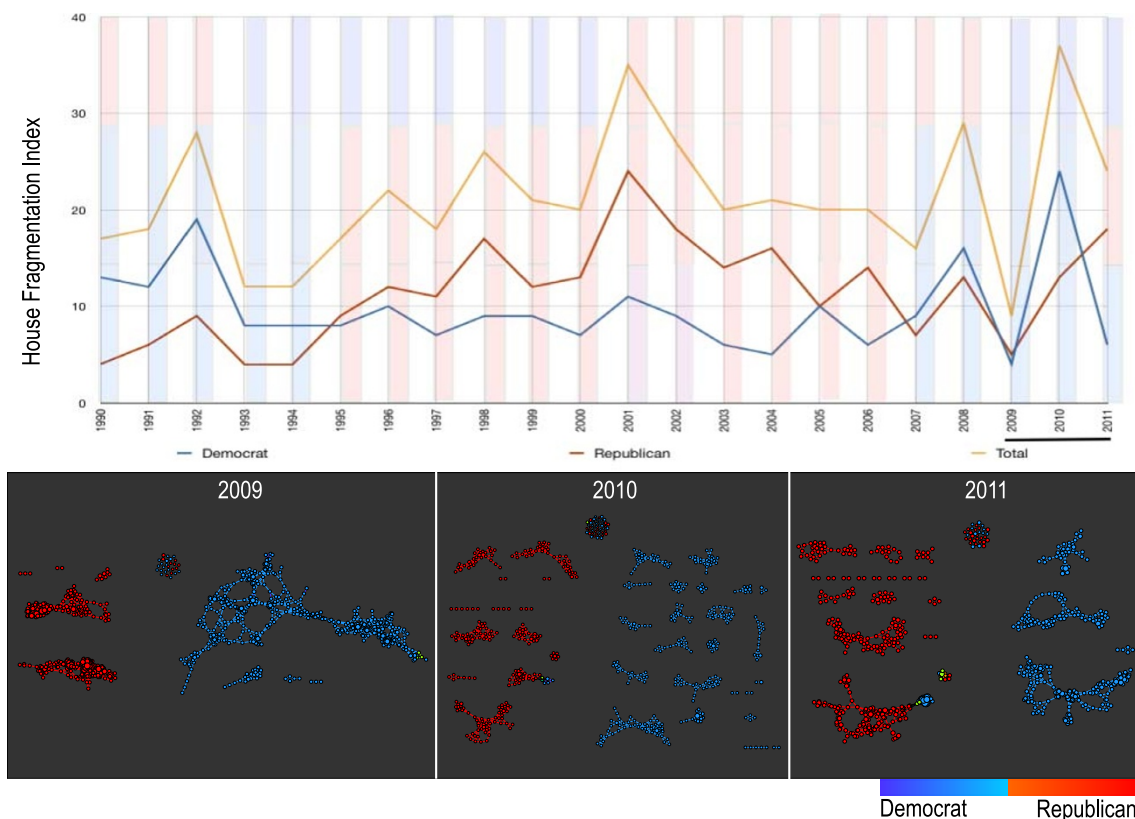 House Fragmentation Index
40
30
20
10
0
1990 1991 1992 1993 1994 1995 1996 1997 1998 1999 2000 2001 2002 2003 2004 2005 2006 2007 2008 2009 2010 2011
Democrat Republican Total
2009 2010 2011
Democrat Republican